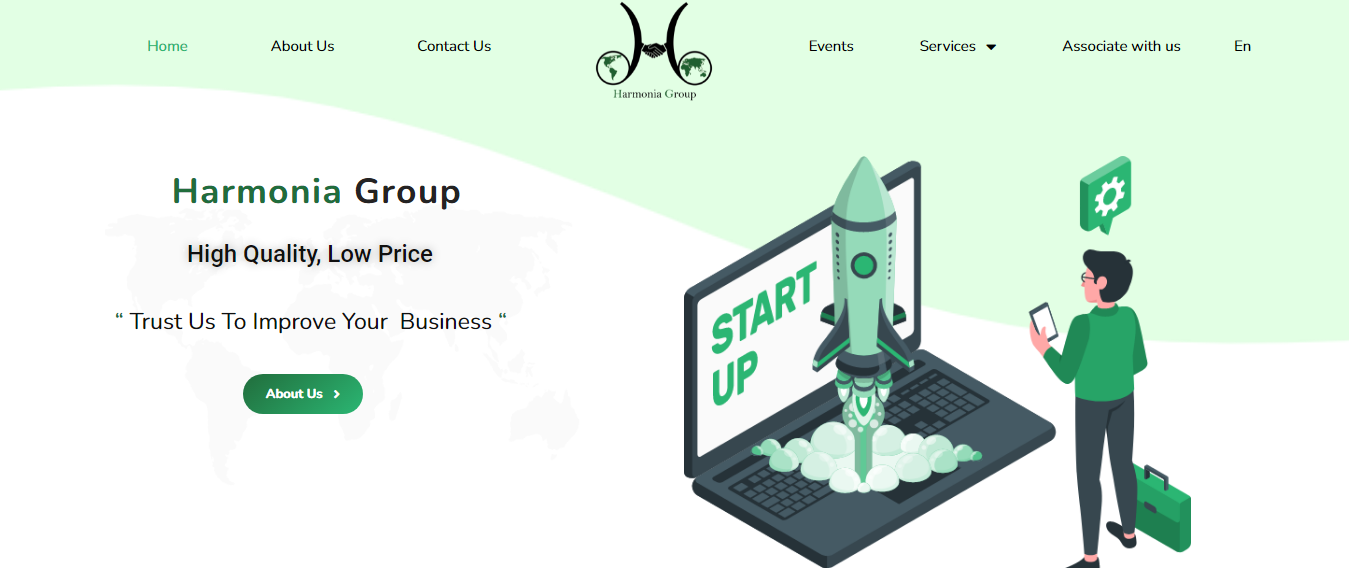 Home About Us Contact Us Events Services Associate with us En
Harmonia Group
Harmonia Group
High Quality, Low Price
“ Trust Us To Improve Your Business “
About Us
START
UP